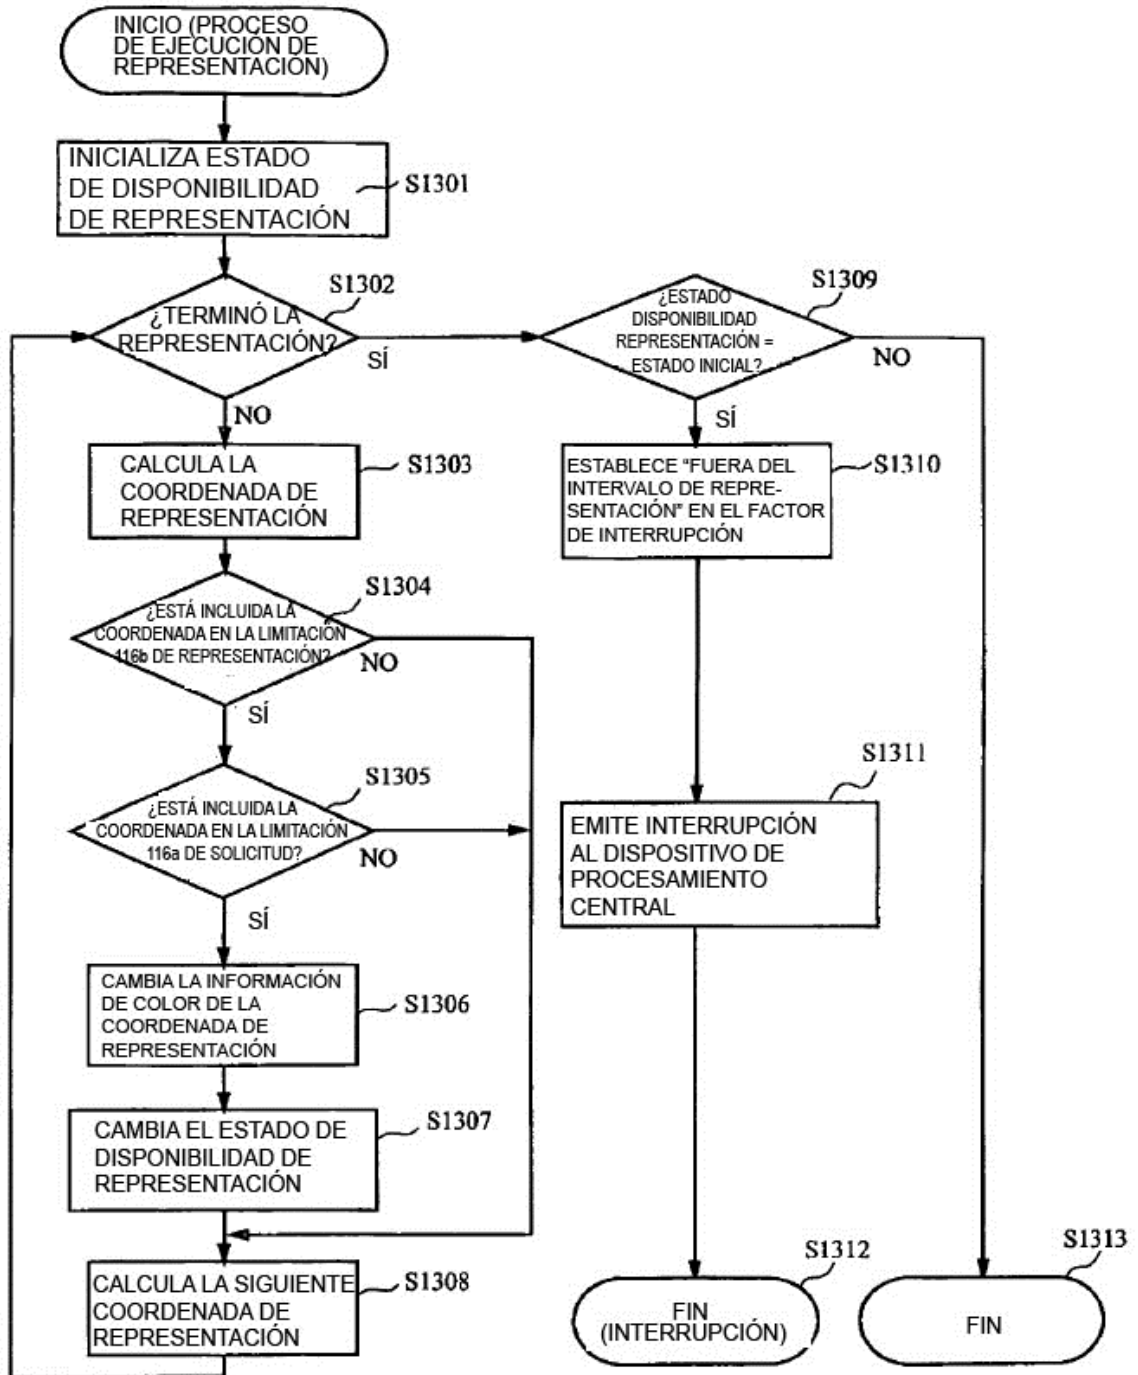 INICIO (PROCESO
DE EJECUCIÓN DE
REPRESENTACIÓN)
INICIALIZA ESTADO
DE DISPONIBILIDAD
DE REPRESENTACIÓN
S1301
S1302
¿TERMINÓ LA
REPRESENTACIÓN?
SÍ
NO
S1309
¿ESTADO
DISPONIBILIDAD
REPRESENTACIÓN =
ESTADO INICIAL?
NO
SÍ
CALCULA LA
COORDENADA DE
REPRESENTACIÓN
S1303
ESTABLECE “FUERA DEL
INTERVALO DE REPRE-
SENTACIÓN” EN EL FACTOR
DE INTERRUPCIÓN
S1310
S1304
¿ESTÁ INCLUIDA LA
COORDENADA EN LA LIMITACIÓN
116b DE REPRESENTACIÓN?
NO
SÍ
S1305
¿ESTÁ INCLUIDA LA
COORDENADA EN LA LIMITACIÓN
116a DE SOLICITUD?
NO
SÍ
S1311
EMITE INTERRUPCIÓN
AL DISPOSITIVO DE
PROCESAMIENTO
CENTRAL
CAMBIA LA INFORMACIÓN
DE COLOR DE LA
COORDENADA DE
REPRESENTACIÓN
S1306
CAMBIA EL ESTADO DE
DISPONIBILIDAD DE
REPRESENTACIÓN
S1307
CALCULA LA SIGUIENTE
COORDENADA DE
REPRESENTACIÓN
S1308
S1312
FIN
(INTERRUPCIÓN)
S1313
FIN